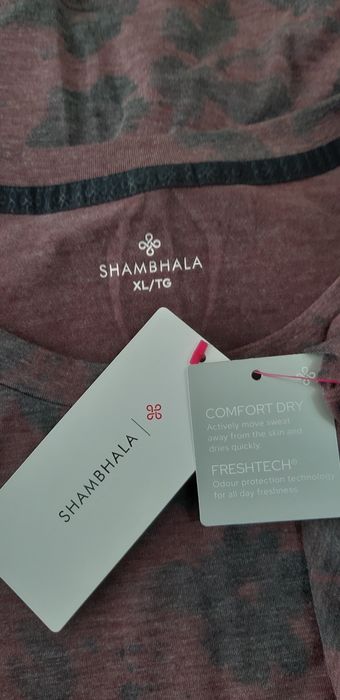 SHAMBHALA
XL/TG
SHAMBHALA
COMFORT DRY
Actively move sweat
away from the skin and
dries quickly.
FRESHTECH®
Odour protection technology
for all day freshness